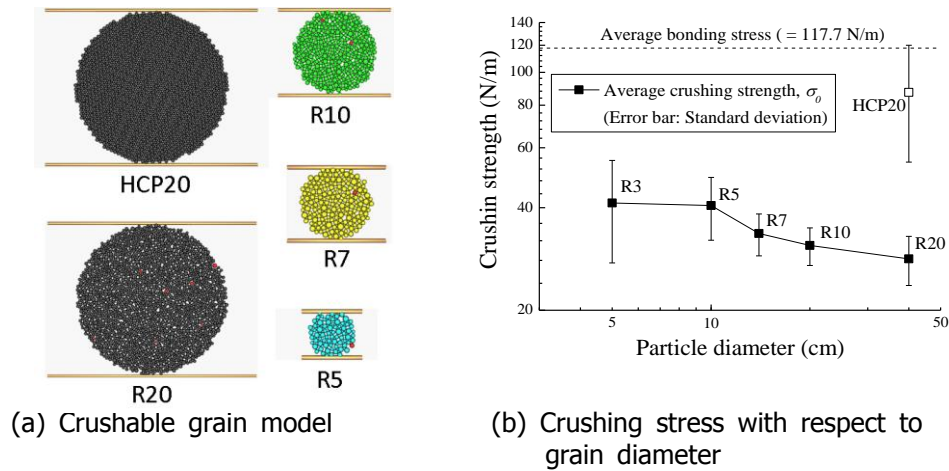 HCP20
R10
R7
R20
R5
(a) Crushable grain model
Crushin strength (N/m)
140
120
100
80
60
40
20
Average bonding stress ( = 117.7 N/m)
Average crushing strength, σ₀
(Error bar: Standard deviation)
HCP20
R3
R5
R7
R10
R20
5
10
50
Particle diameter (cm)
(b) Crushing stress with respect to
grain diameter